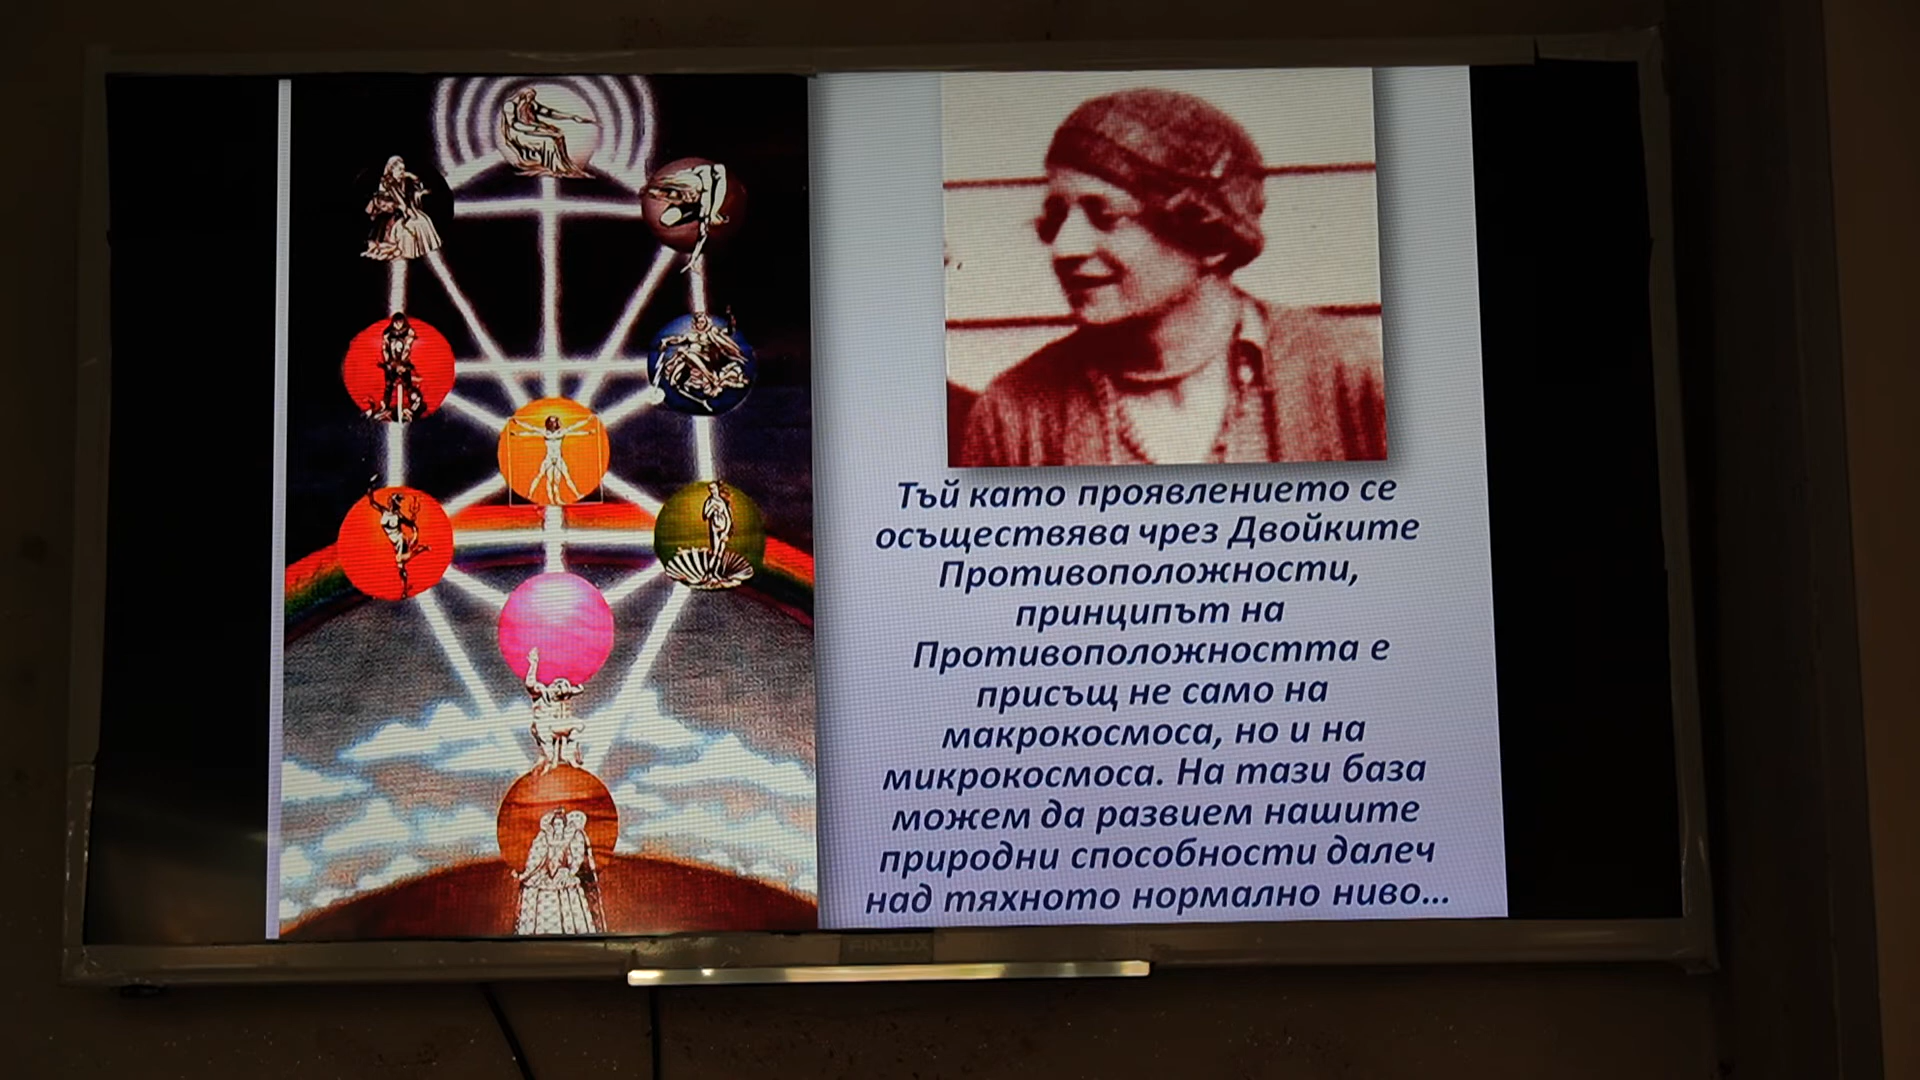 Тъй като проявлението се
осъществява чрез Двойките
Противоположности,
принципът на
Противоположността е
присъщ не само на
макрокосмоса, но и на
микрокосмоса. На тази база
можем да развием нашите
природни способности далеч
над тяхното нормално ниво...
FINLUX